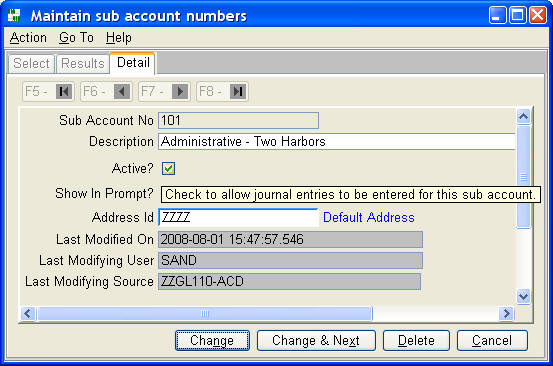 Maintain sub account numbers
Action Go To Help
Select Results Detail
F5 - F6 - F7 - F8 -
Sub Account No 101
Description Administrative - Two Harbors
Active?
Show In Prompt? Check to allow journal entries to be entered for this sub account.
Address Id ZZZZ Default Address
Last Modified On 2008-08-01 15:47:57.546
Last Modifying User SAND
Last Modifying Source ZZGL110-ACD
Change Change & Next Delete Cancel